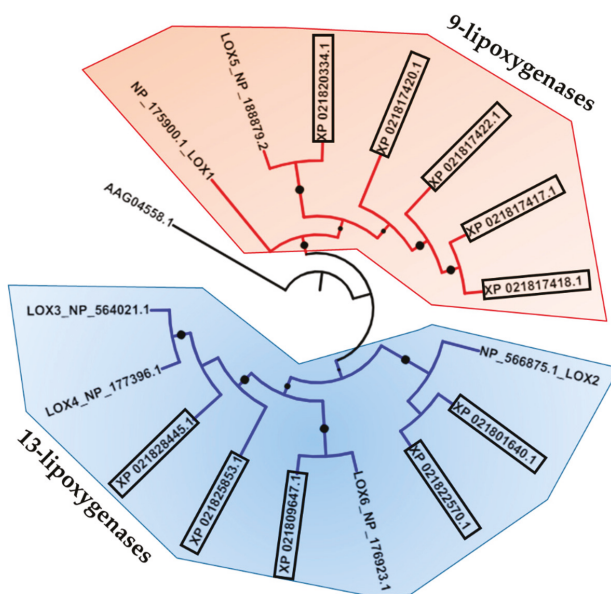 9-lipoxygenases
NP_175900.1_LOX1
LOX5_NP_188879.2
XP 021820334.1
XP 021817420.1
XP 021817422.1
XP 021817417.1
XP 021817418.1
AAG04558.1
LOX3_NP_564021.1
LOX4_NP_177396.1
XP 021828445.1
XP 021825853.1
XP 021809647.1
LOX6_NP_176923.1
XP 021822570.1
XP 021801640.1
NP_566875.1_LOX2
13-lipoxygenases